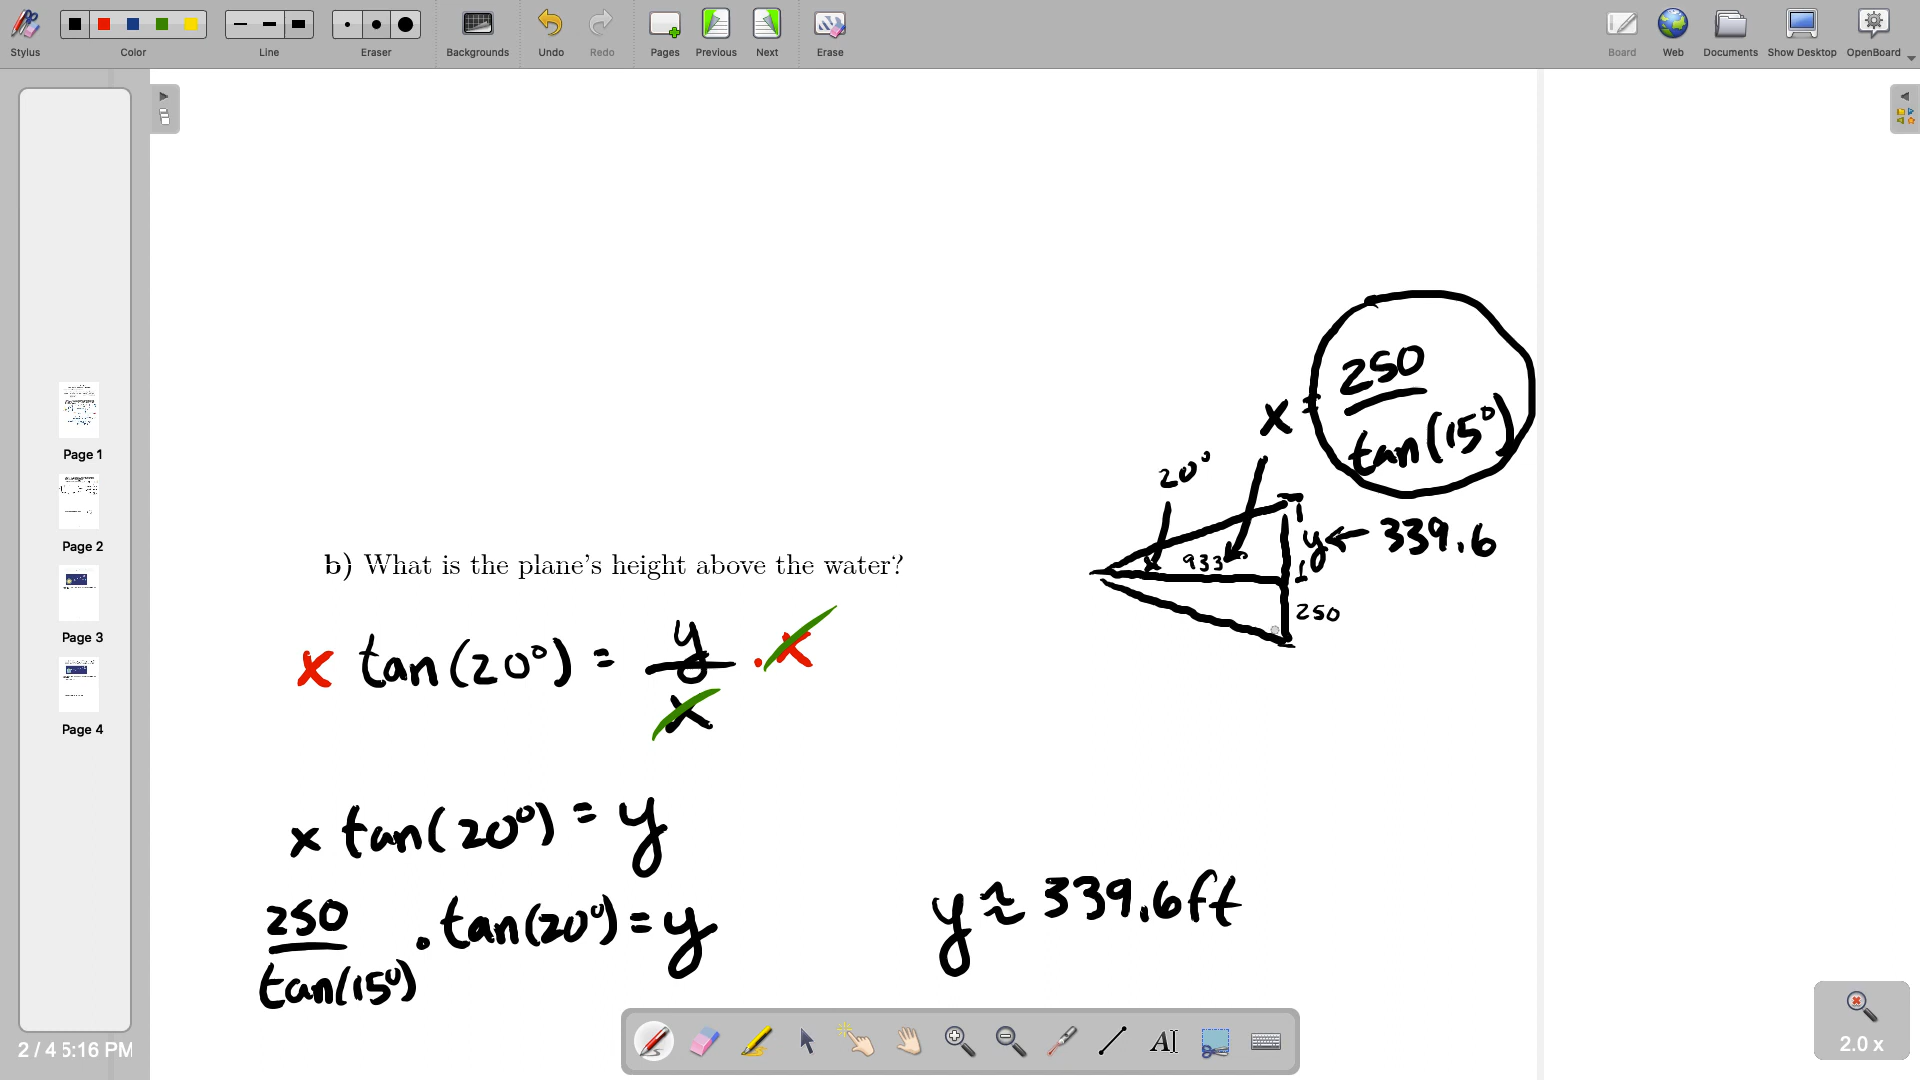 Stylus Color Line Eraser Backgrounds Undo Redo Pages Previous Next Erase Board Web Documents Show Desktop OpenBoard
Page 1
Page 2
Page 3
Page 4
2 / 4 5:16 PM
x = 250 / tan(15°)
20°
933
y ← 339.6
250
b) What is the plane's height above the water?
x tan(20°) = y/x · x
x tan(20°) = y
250/tan(15°) · tan(20°) = y
y ≈ 339.6ft
2.0 x